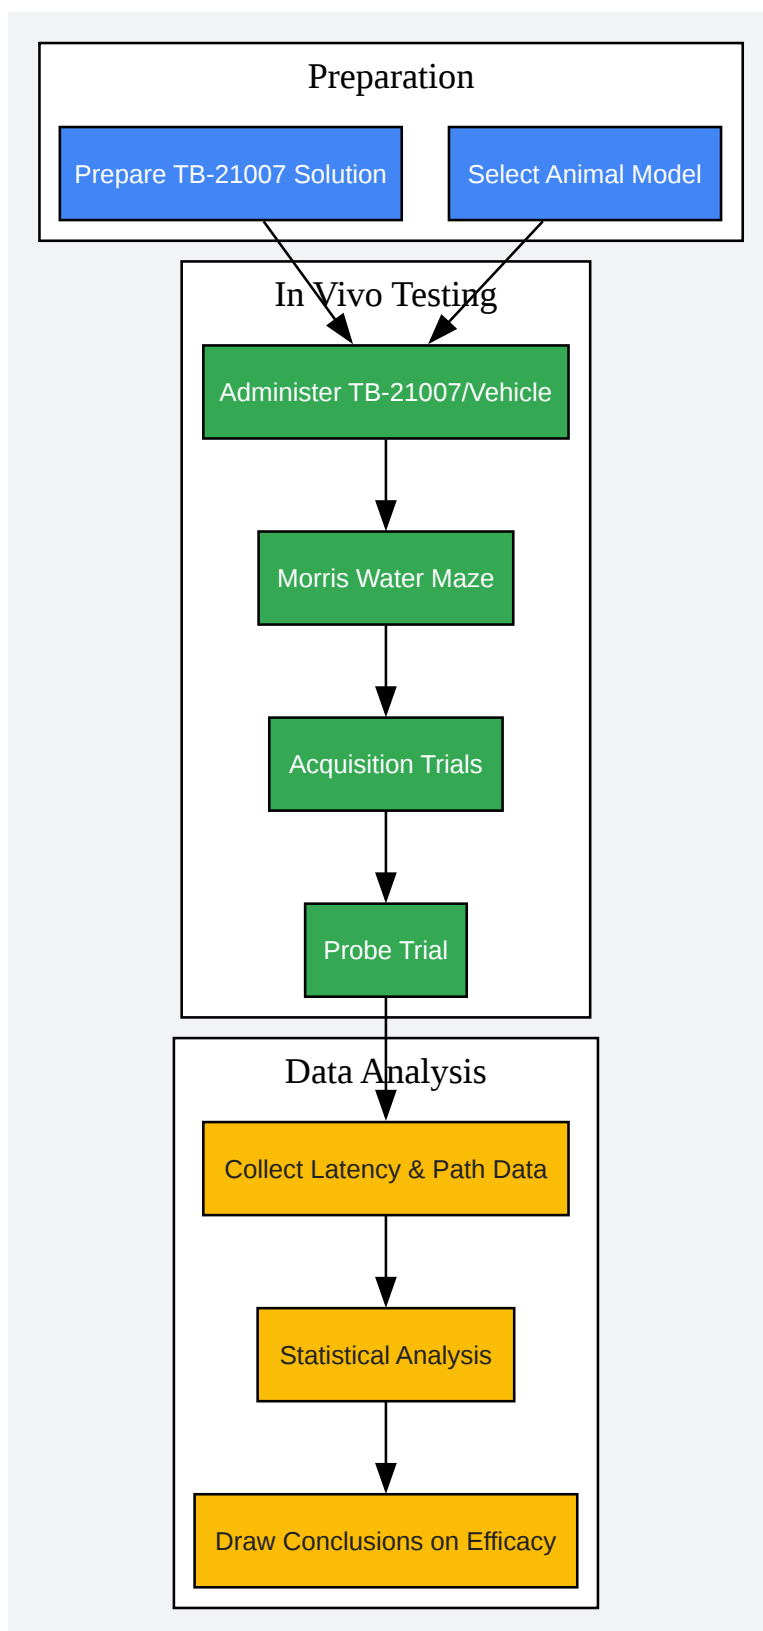 Preparation
Prepare TB-21007 Solution
Select Animal Model
In Vivo Testing
Administer TB-21007/Vehicle
Morris Water Maze
Acquisition Trials
Probe Trial
Data Analysis
Collect Latency & Path Data
Statistical Analysis
Draw Conclusions on Efficacy